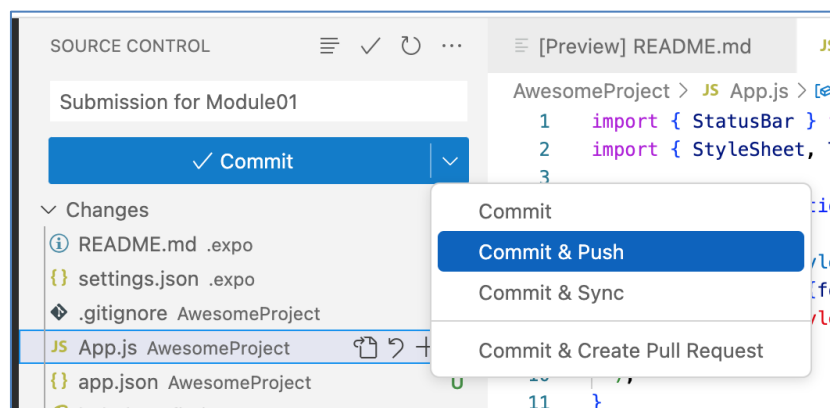 SOURCE CONTROL
[Preview] README.md
JS
Submission for Module01
AwesomeProject > JS App.js >
1 import { StatusBar }
2 import { StyleSheet,
3
Commit
Changes
Commit
README.md .expo
Commit & Push
settings.json .expo
Commit & Sync
.gitignore AwesomeProject
JS App.js AwesomeProject
Commit & Create Pull Request
{} app.json AwesomeProject U
10 },
11 }